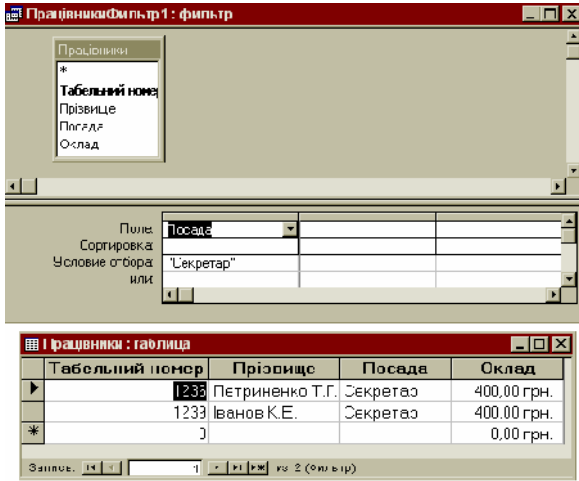 ПрацівникиФильтр1 : фильтр
Працівники
*
Табельний номер
Прізвище
Посада
Оклад
Поле: Посада
Сортировка:
Условие отбора: "Секретар"
или:
Працівники : таблица
Табельний номер Прізвище Посада Оклад
Петриненко Т.Г. Секретар 400,00 грн.
1239 Іванов К.Е. Секретар 400,00 грн.
0 0,00 грн.
Запись: 1 из 2 (Фильтр)